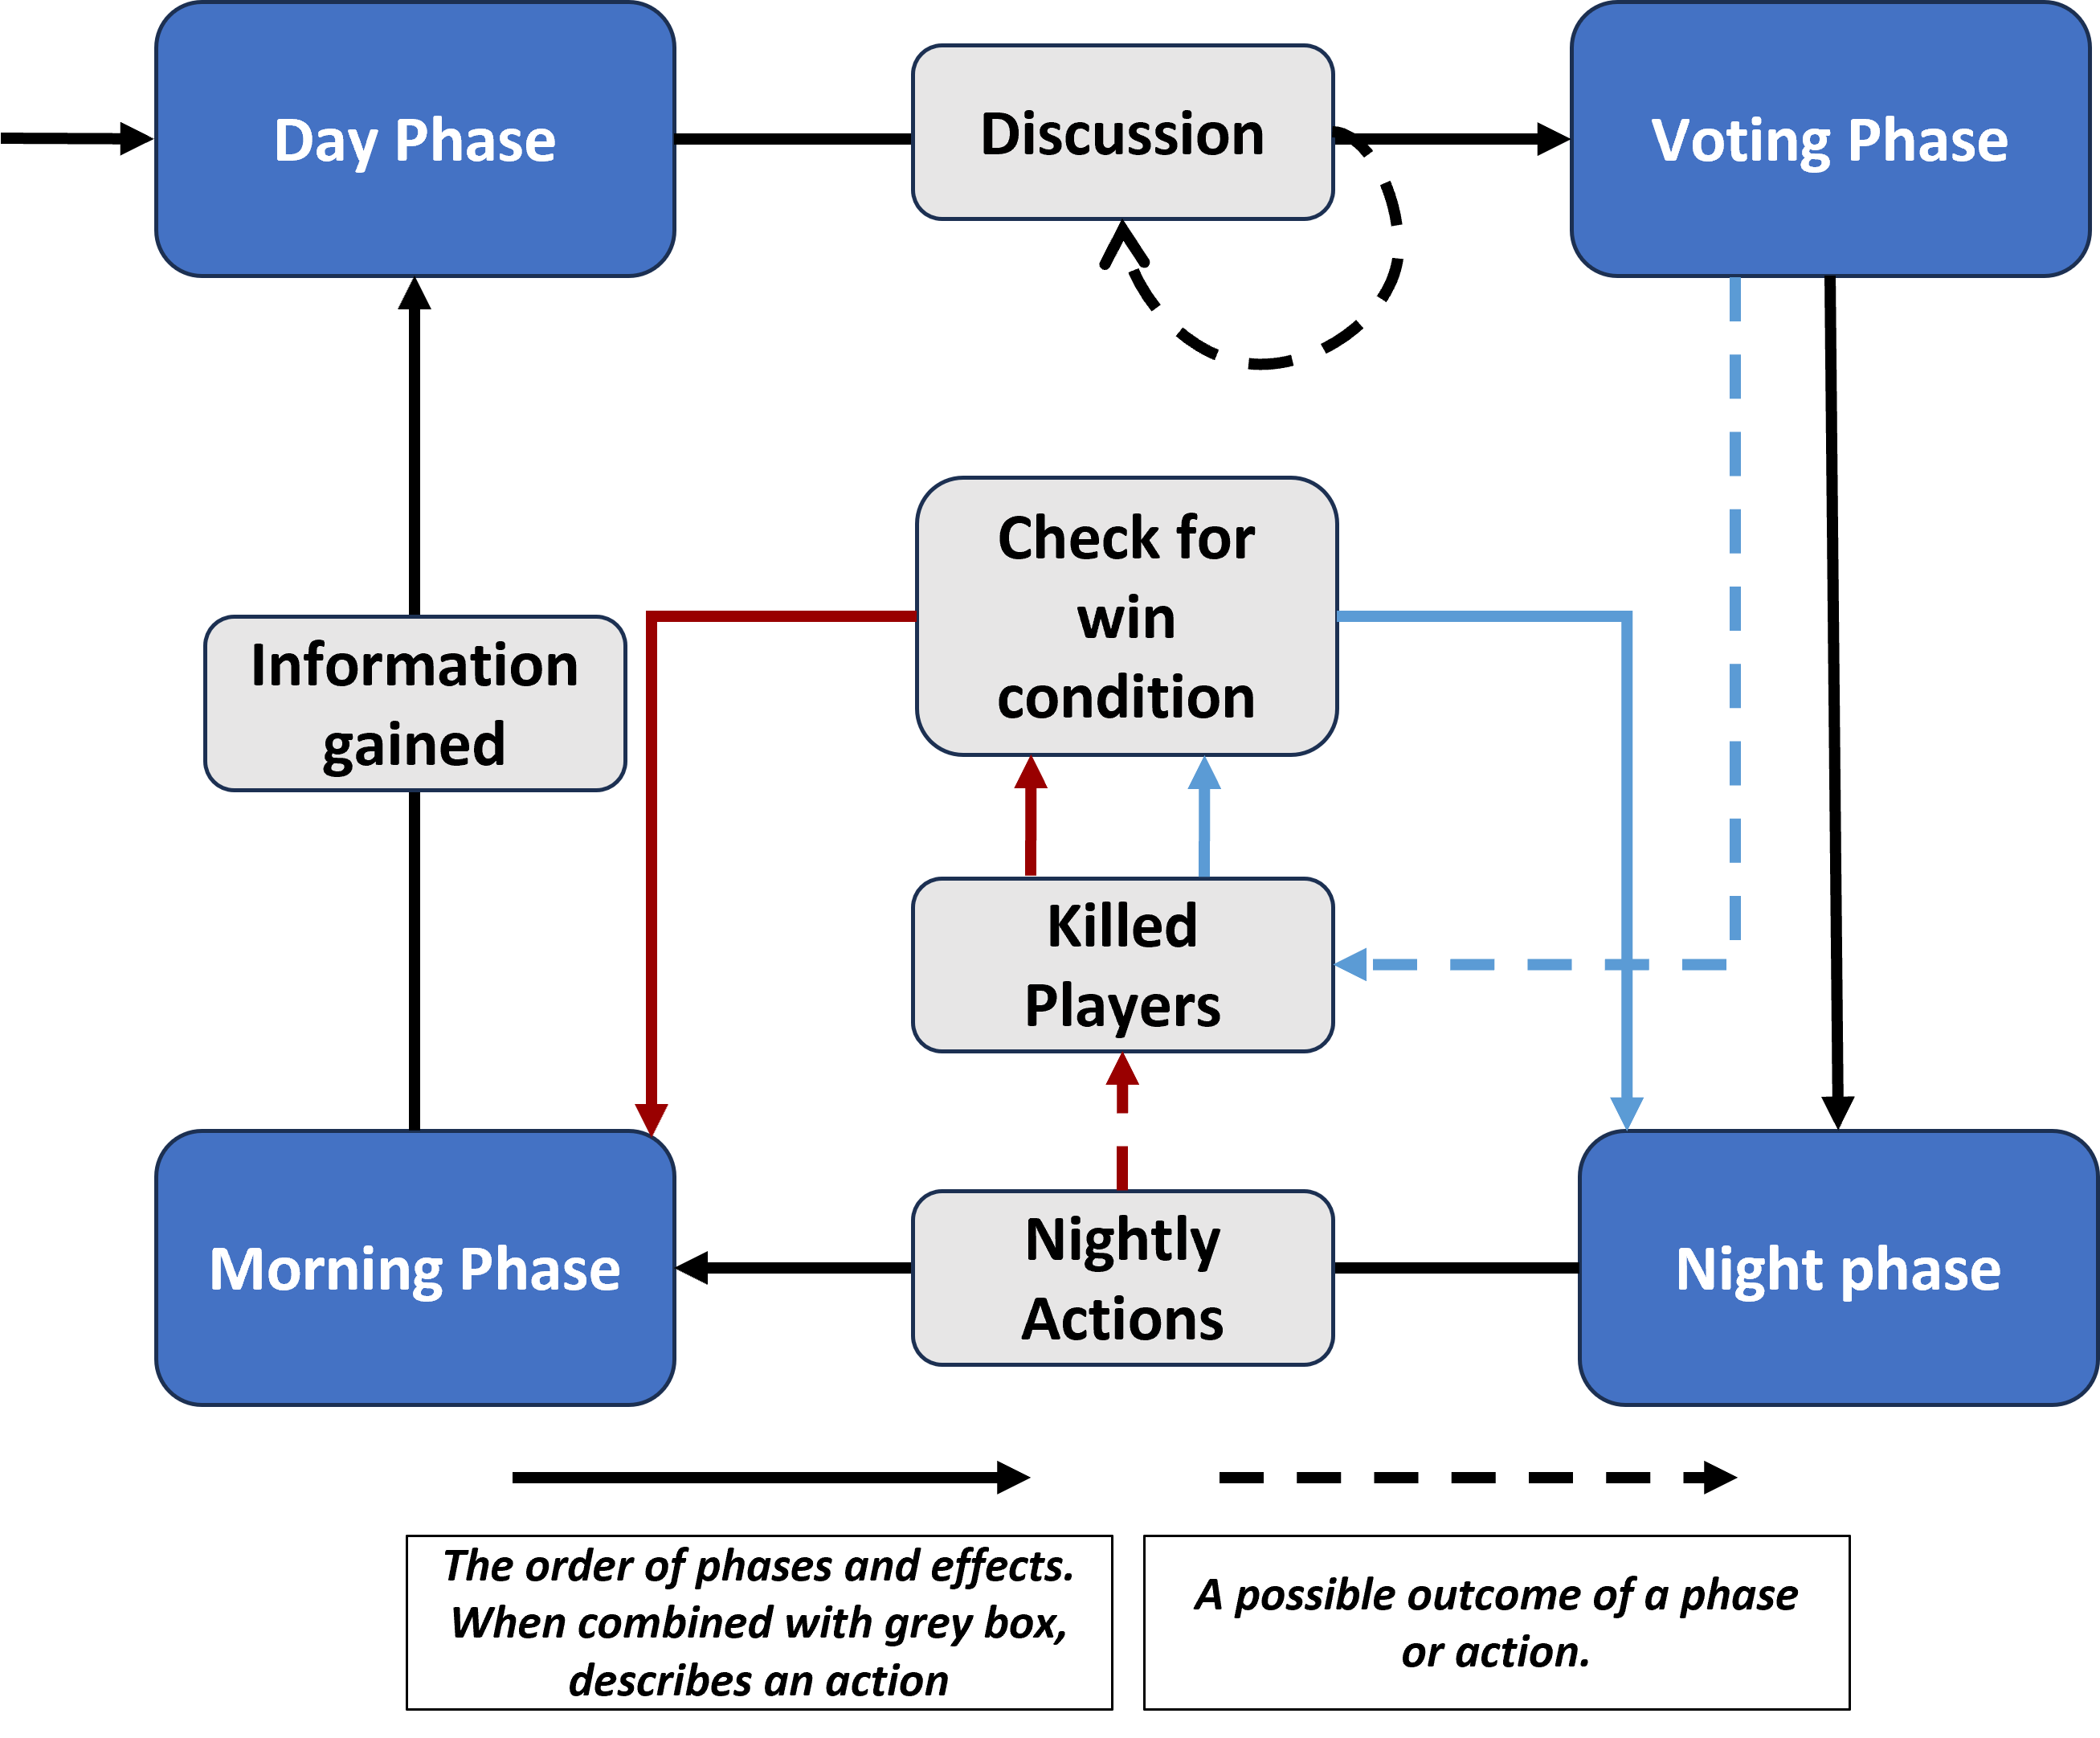 Day Phase
Discussion
Voting Phase
Check for
win
condition
Information
gained
Killed
Players
Morning Phase
Nightly
Actions
Night phase
The order of phases and effects.
When combined with grey box,
describes an action
A possible outcome of a phase
or action.